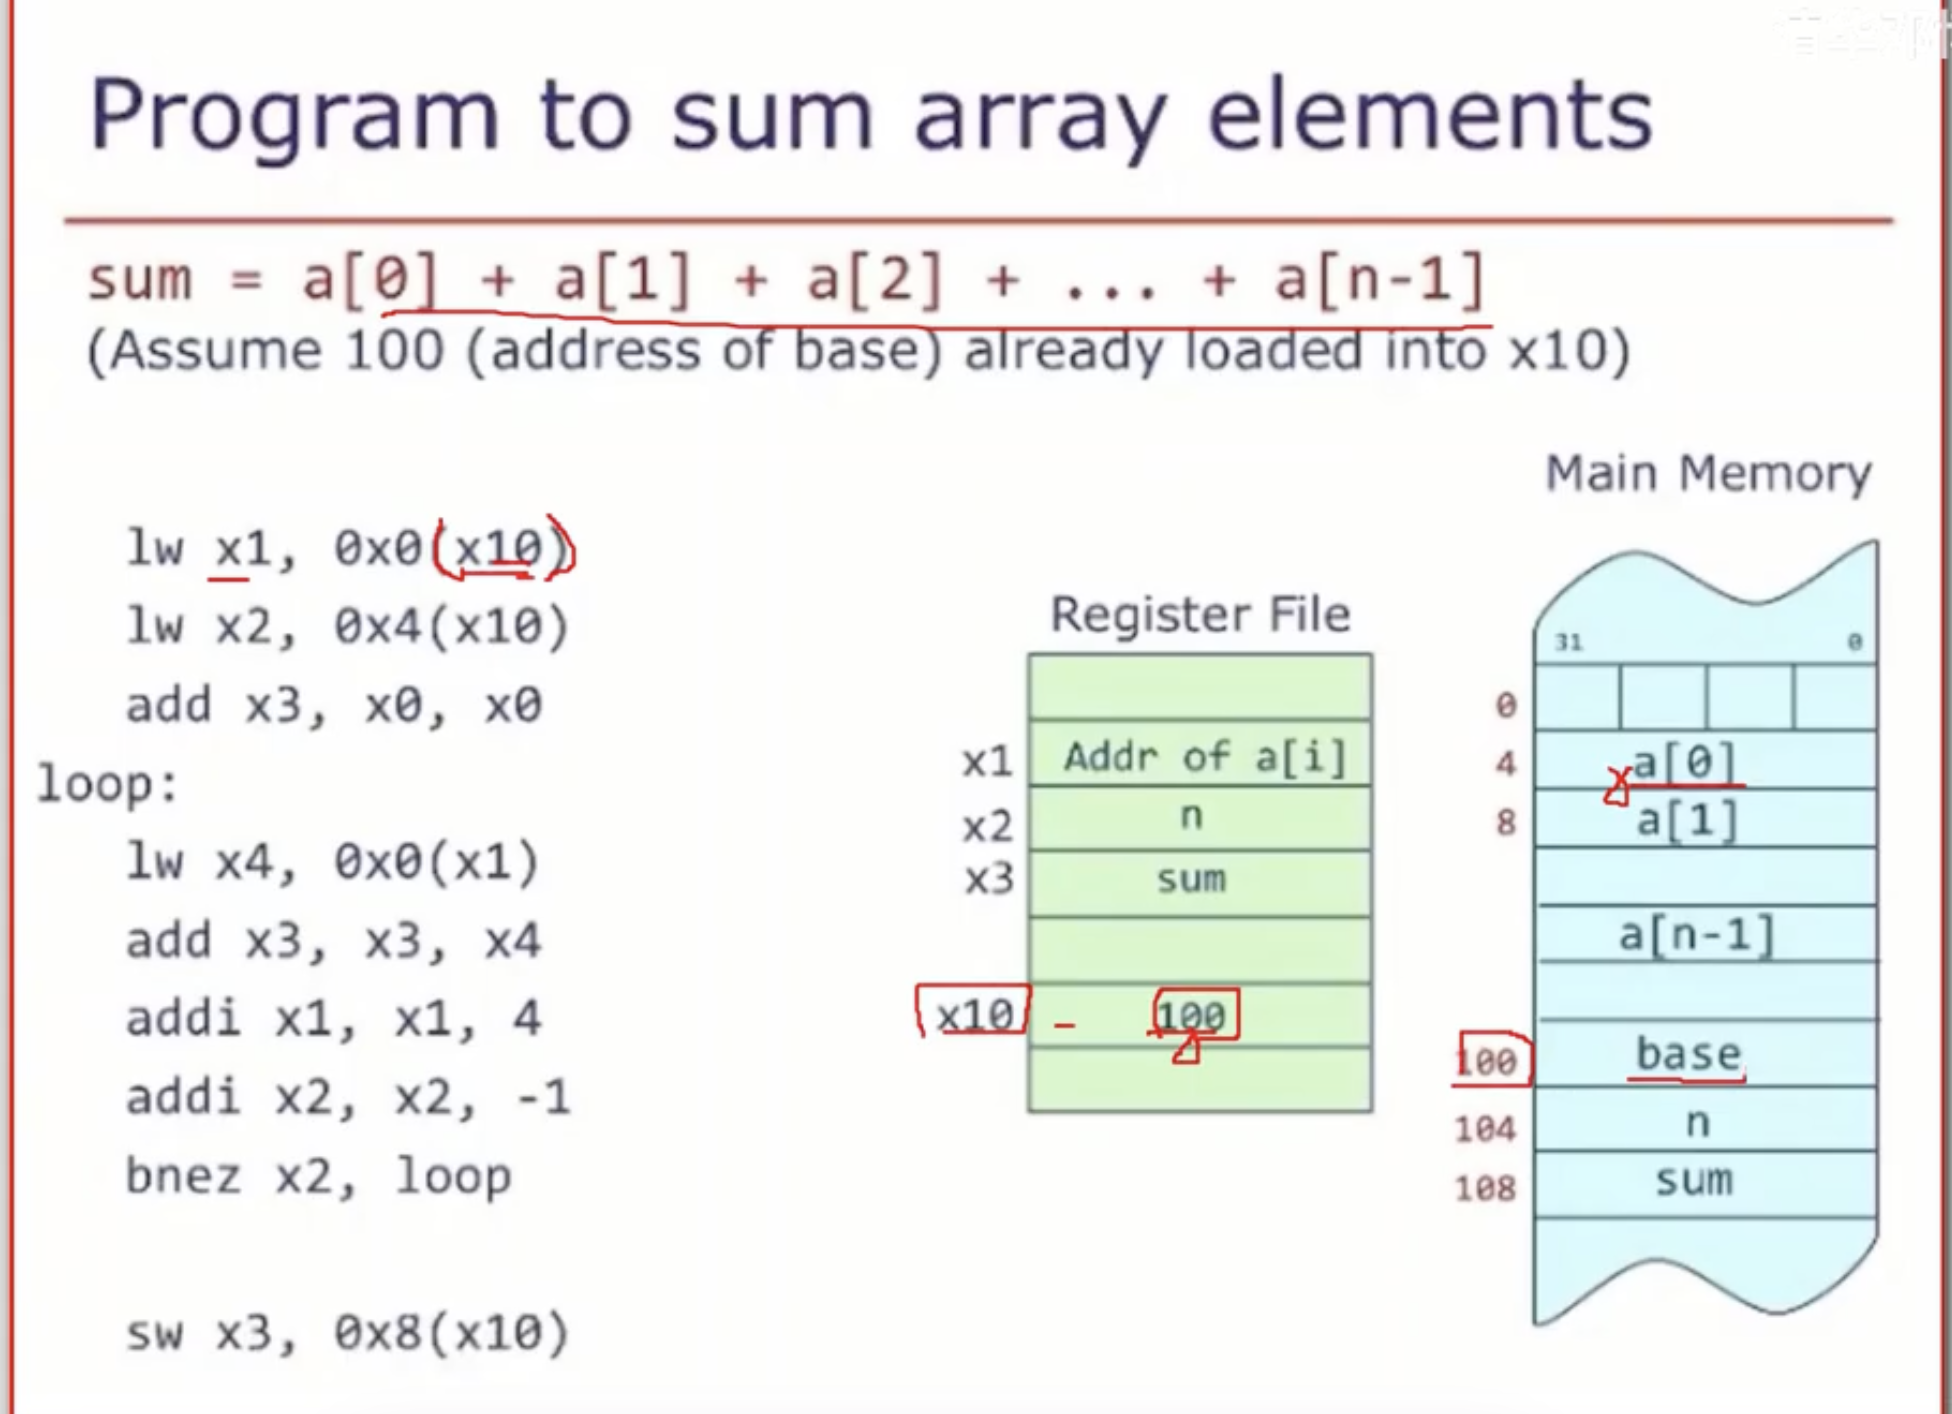 Program to sum array elements
sum = a[0] + a[1] + a[2] + ... + a[n-1]
(Assume 100 (address of base) already loaded into x10)
lw x1, 0x0(x10)
lw x2, 0x4(x10)
add x3, x0, x0
loop:
lw x4, 0x0(x1)
add x3, x3, x4
addi x1, x1, 4
addi x2, x2, -1
bnez x2, loop
sw x3, 0x8(x10)
Register File
x1 Addr of a[i]
x2 n
x3 sum
x10 100
Main Memory
31 0
0
4 a[0]
8 a[1]
a[n-1]
100 base
104 n
108 sum